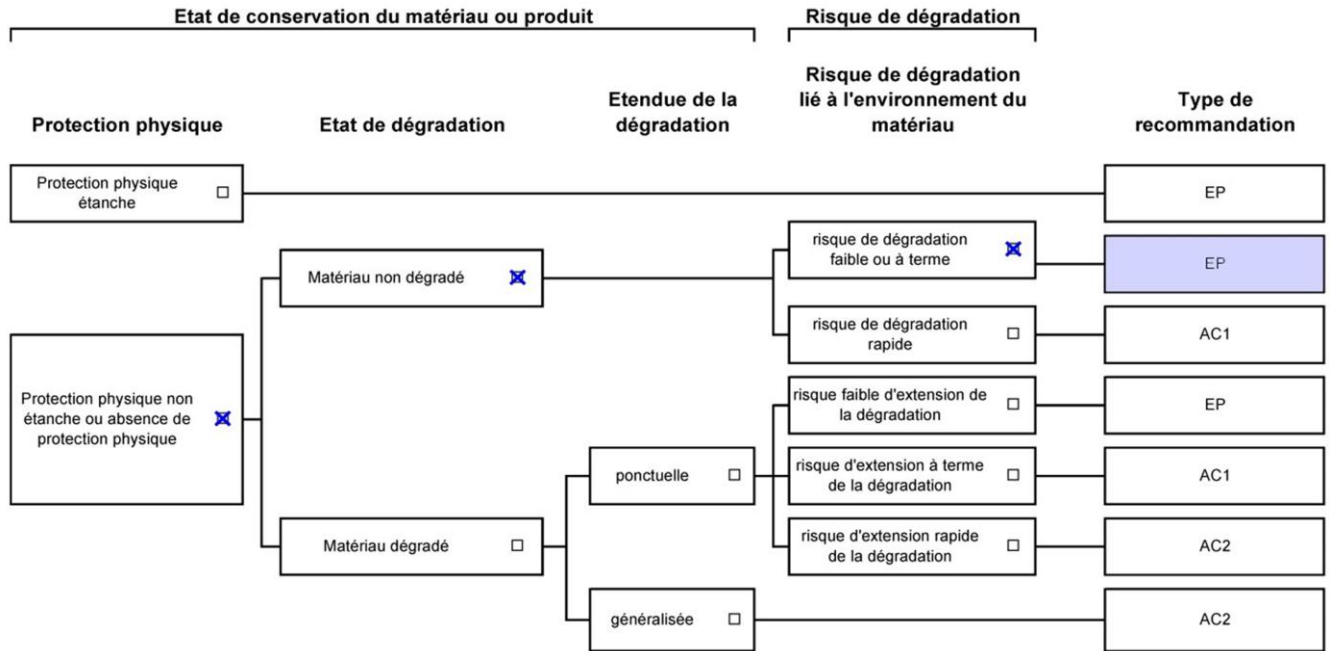 Etat de conservation du matériau ou produit
Risque de dégradation
Protection physique
Etat de dégradation
Etendue de la
dégradation
Risque de dégradation
lié à l'environnement du
matériau
Type de
recommandation
Protection physique
étanche
EP
risque de dégradation
faible ou à terme
EP
Matériau non dégradé
risque de dégradation
rapide
AC1
Protection physique non
étanche ou absence de
protection physique
risque faible d'extension de
la dégradation
EP
ponctuelle
risque d'extension à terme
de la dégradation
AC1
Matériau dégradé
risque d'extension rapide
de la dégradation
AC2
généralisée
AC2